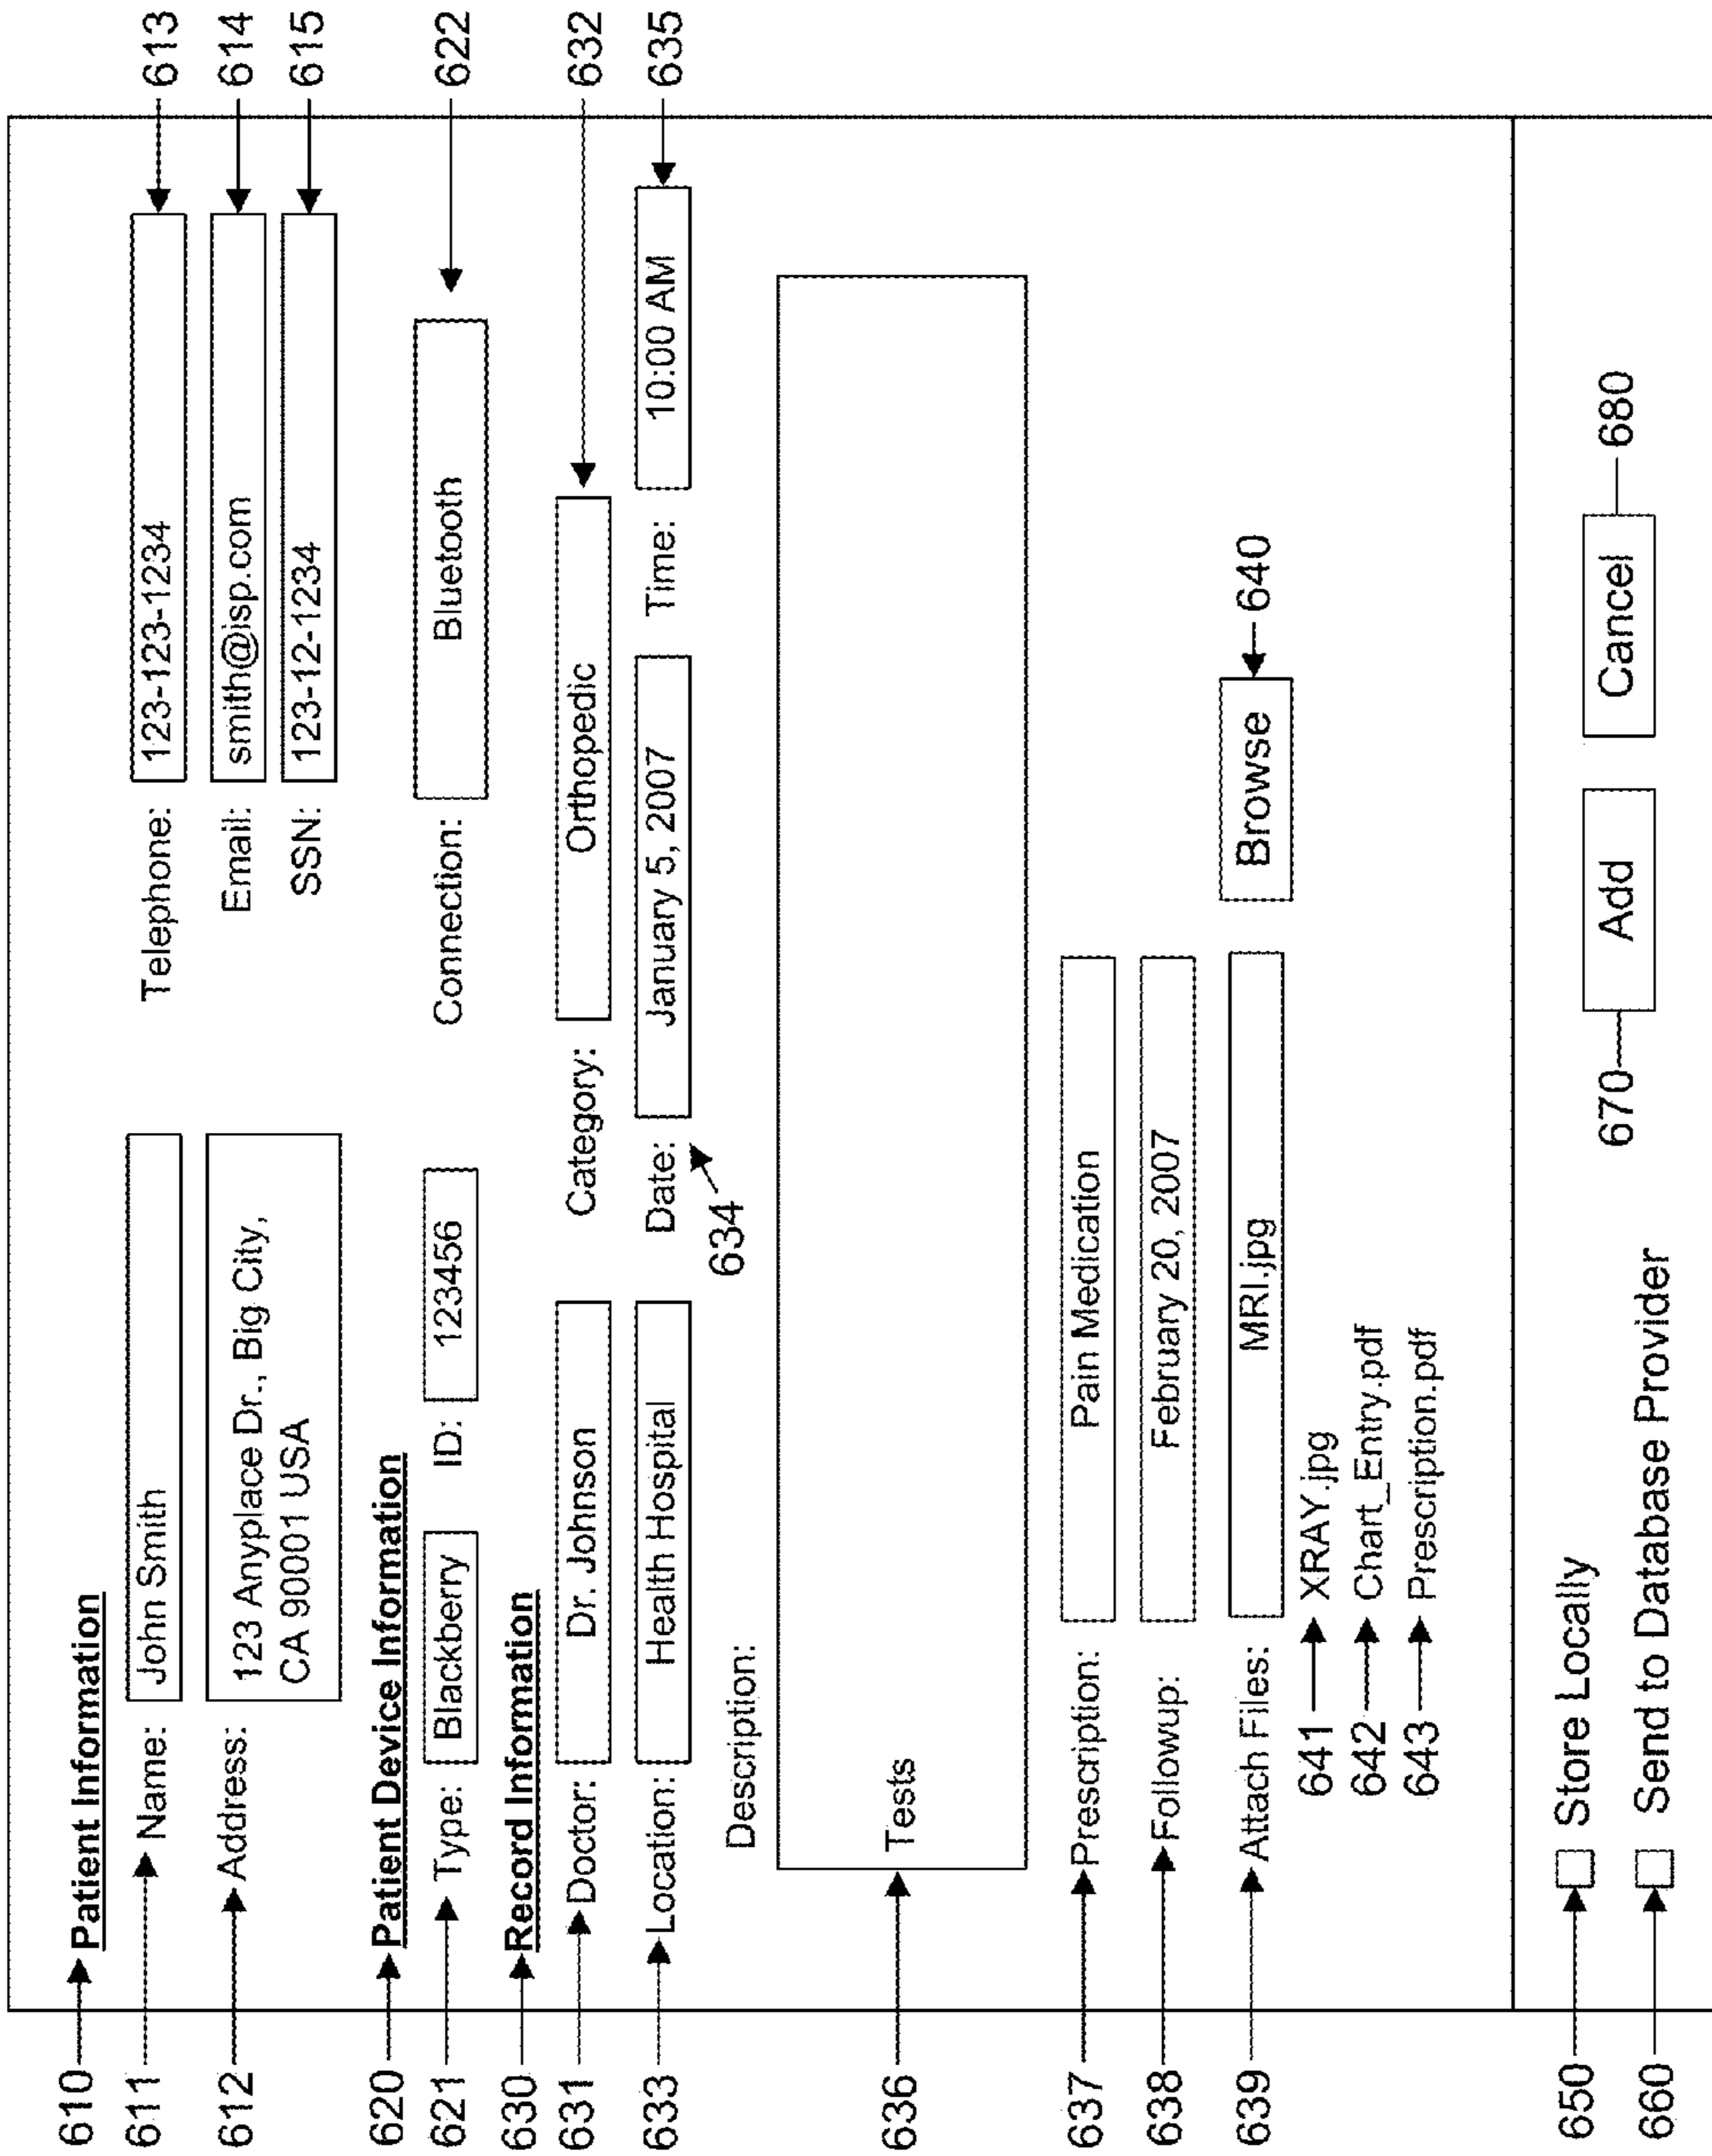 610 Patient Information
611 Name: John Smith Telephone: 123-123-1234 613
612 Address: 123 Anyplace Dr., Big City, Email: smith@isp.com 614
CA 90001 USA SSN: 123-12-1234 615
620 Patient Device Information
621 Type: Blackberry ID: 123456 Connection: Bluetooth 622
630 Record Information
631 Doctor: Dr. Johnson Category: Orthopedic 632
633 Location: Health Hospital Date: January 5, 2007 Time: 10:00 AM 635
634
Description:
636 Tests
637 Prescription: Pain Medication
638 Followup: February 20, 2007
639 Attach Files: MRI.jpg Browse 640
641 XRAY.jpg
642 Chart_Entry.pdf
643 Prescription.pdf
650 Store Locally
670 Add Cancel 680
660 Send to Database Provider